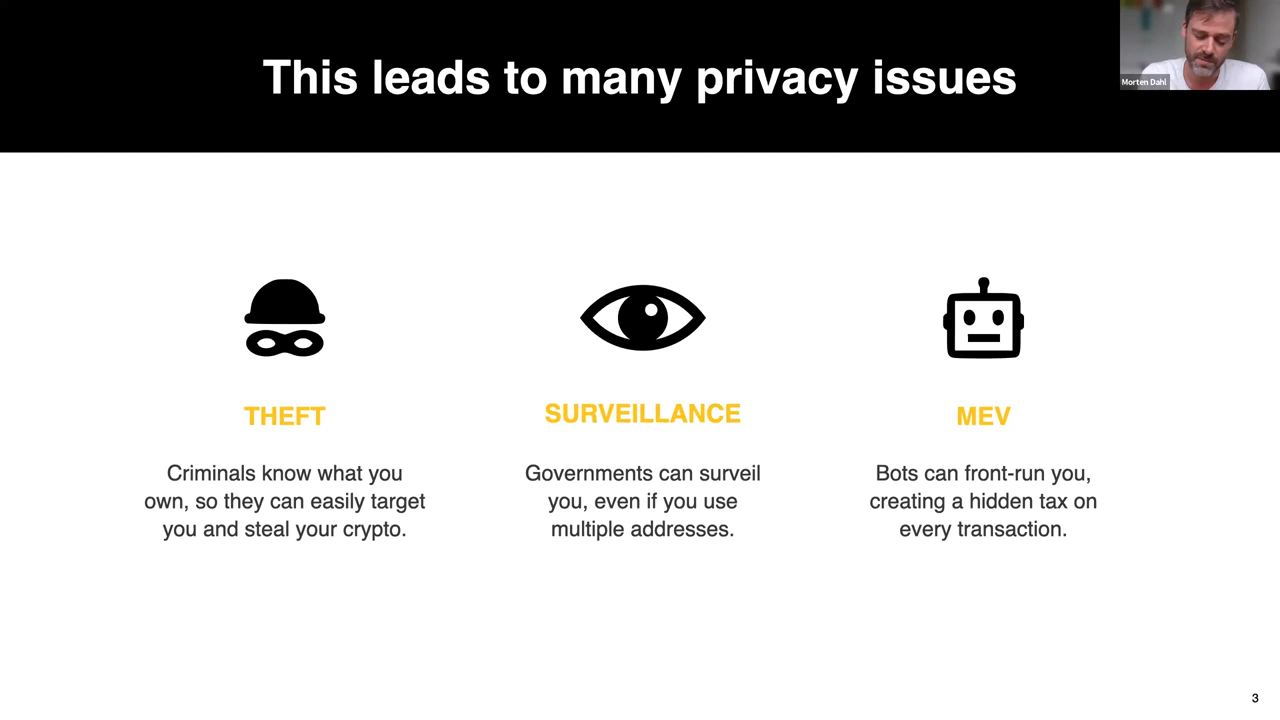 This leads to many privacy issues
Morten Dahl
THEFT
Criminals know what you
own, so they can easily target
you and steal your crypto.
SURVEILLANCE
Governments can surveil
you, even if you use
multiple addresses.
MEV
Bots can front-run you,
creating a hidden tax on
every transaction.
3